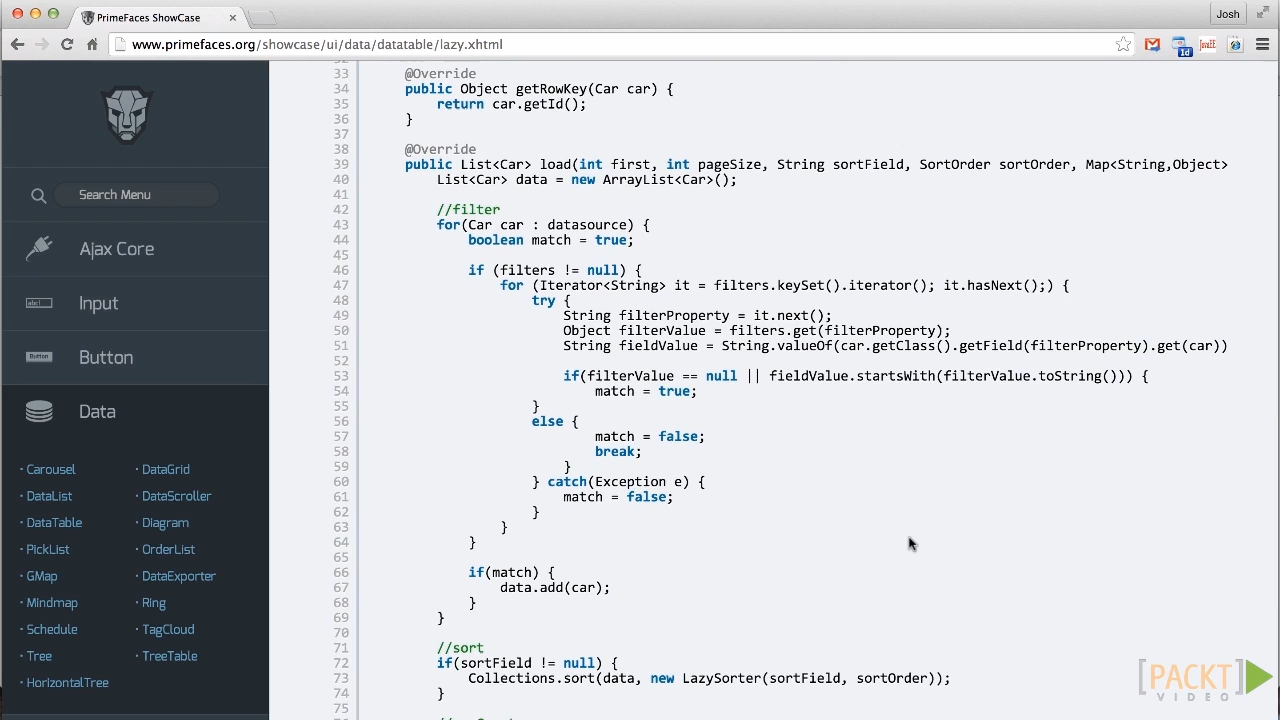 PrimeFaces ShowCase
Josh
www.primefaces.org/showcase/ui/data/datatable/lazy.xhtml
Search Menu
Ajax Core
Input
Button
Data
Carousel
DataGrid
DataList
DataScroller
DataTable
Diagram
PickList
OrderList
GMap
DataExporter
Mindmap
Ring
Schedule
TagCloud
Tree
TreeTable
HorizontalTree
33 @Override
34 public Object getRowKey(Car car) {
35 return car.getId();
36 }
37
38 @Override
39 public List<Car> load(int first, int pageSize, String sortField, SortOrder sortOrder, Map<String,Object>
40 List<Car> data = new ArrayList<Car>();
41
42 //filter
43 for(Car car : datasource) {
44 boolean match = true;
45
46 if (filters != null) {
47 for (Iterator<String> it = filters.keySet().iterator(); it.hasNext();) {
48 try {
49 String filterProperty = it.next();
50 Object filterValue = filters.get(filterProperty);
51 String fieldValue = String.valueOf(car.getClass().getField(filterProperty).get(car))
52
53 if(filterValue == null || fieldValue.startsWith(filterValue.toString())) {
54 match = true;
55 }
56 else {
57 match = false;
58 break;
59 }
60 } catch(Exception e) {
61 match = false;
62 }
63 }
64 }
65
66 if(match) {
67 data.add(car);
68 }
69 }
70
71 //sort
72 if(sortField != null) {
73 Collections.sort(data, new LazySorter(sortField, sortOrder));
74 }
75
[PACKT]
VIDEO